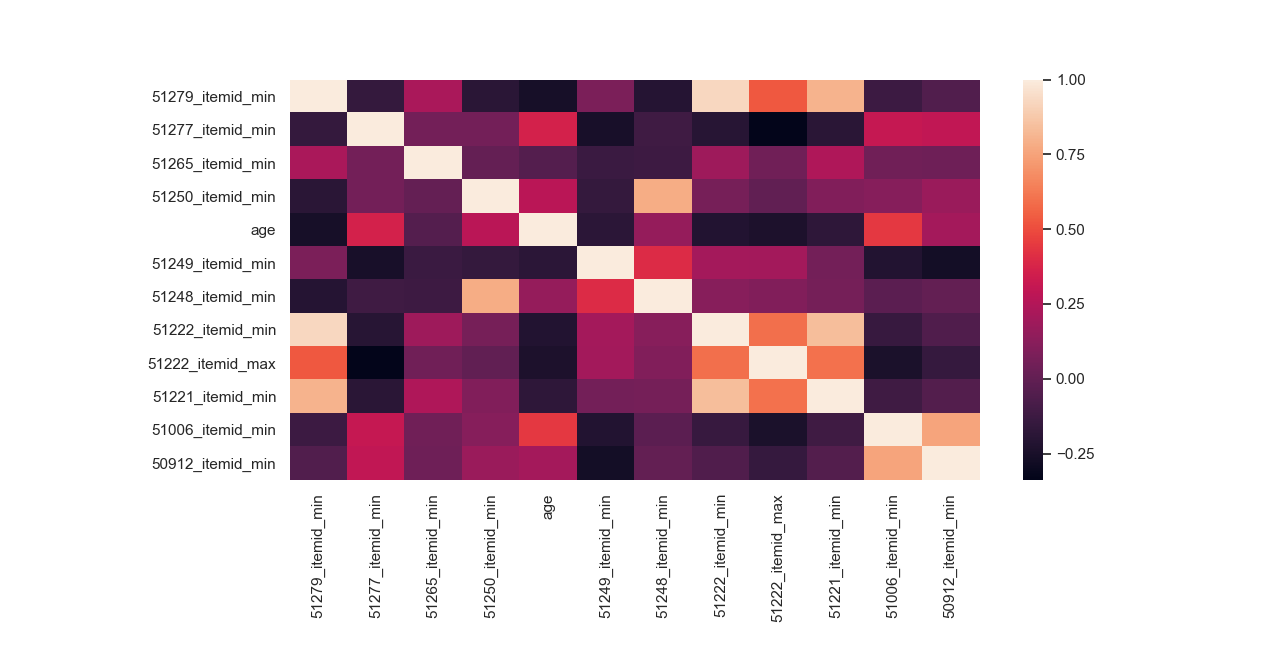 51279_itemid_min
51277_itemid_min
51265_itemid_min
51250_itemid_min
age
51249_itemid_min
51248_itemid_min
51222_itemid_min
51222_itemid_max
51221_itemid_min
51006_itemid_min
50912_itemid_min
51279_itemid_min
51277_itemid_min
51265_itemid_min
51250_itemid_min
age
51249_itemid_min
51248_itemid_min
51222_itemid_min
51222_itemid_max
51221_itemid_min
51006_itemid_min
50912_itemid_min
1.00
0.75
0.50
0.25
0.00
−0.25